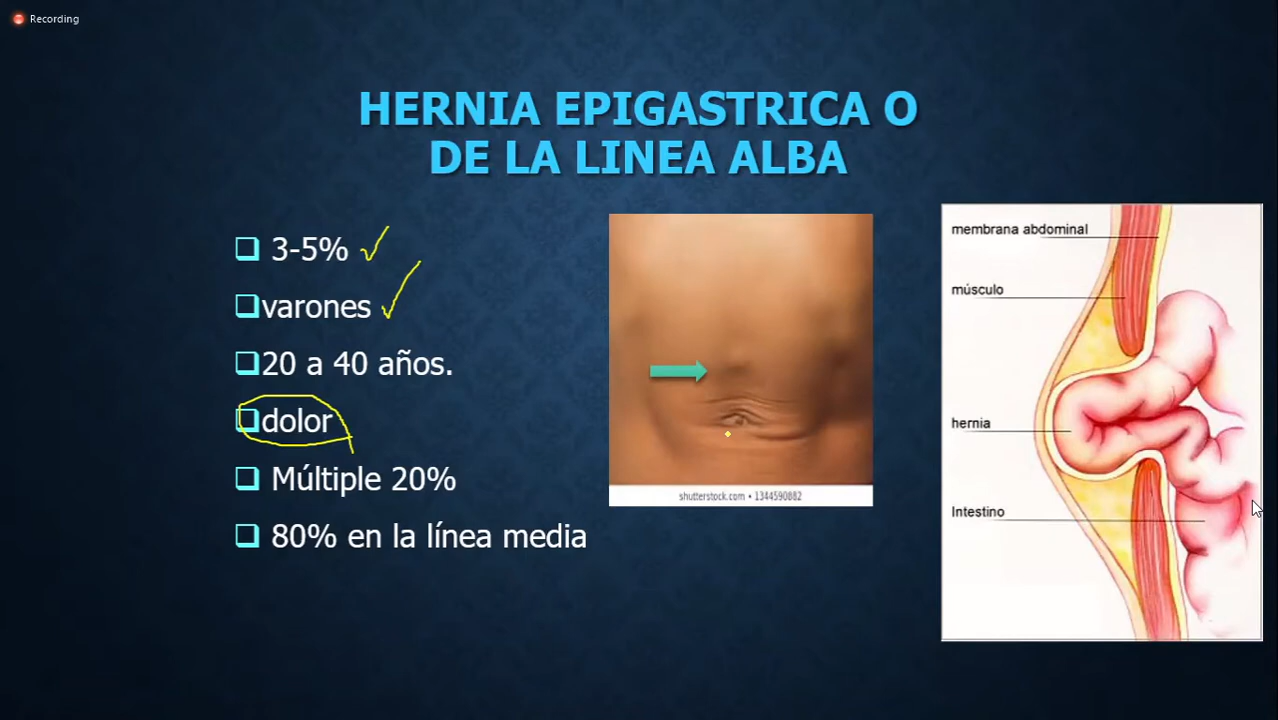 Recording
HERNIA EPIGASTRICA O
DE LA LINEA ALBA
3-5%
varones
20 a 40 años.
dolor
Múltiple 20%
80% en la línea media
shutterstock.com • 1344590882
membrana abdominal
músculo
hernia
Intestino